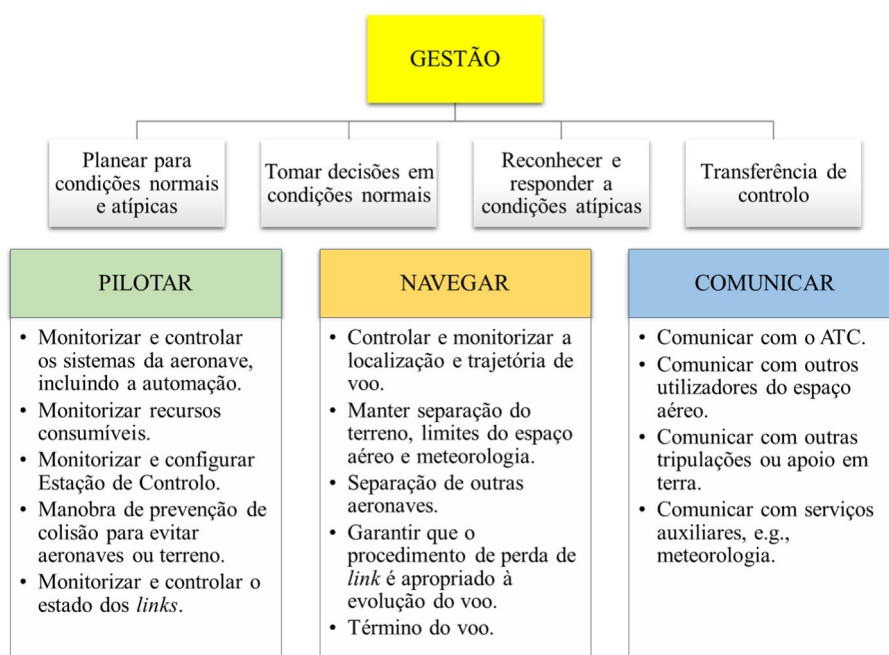 GESTÃO
Planear para
condições normais
e atípicas
Tomar decisões em
condições normais
Reconhecer e
responder a
condições atípicas
Transferência de
controlo
PILOTAR
• Monitorizar e controlar
os sistemas da aeronave,
incluindo a automação.
• Monitorizar recursos
consumíveis.
• Monitorizar e configurar
Estação de Controlo.
• Manobra de prevenção de
colisão para evitar
aeronaves ou terreno.
• Monitorizar e controlar o
estado dos links.
NAVEGAR
• Controlar e monitorizar a
localização e trajetória de
voo.
• Manter separação do
terreno, limites do espaço
aéreo e meteorologia.
• Separação de outras
aeronaves.
• Garantir que o
procedimento de perda de
link é apropriado à
evolução do voo.
• Término do voo.
COMUNICAR
• Comunicar com o ATC.
• Comunicar com outros
utilizadores do espaço
aéreo.
• Comunicar com outras
tripulações ou apoio em
terra.
• Comunicar com serviços
auxiliares, e.g.,
meteorologia.